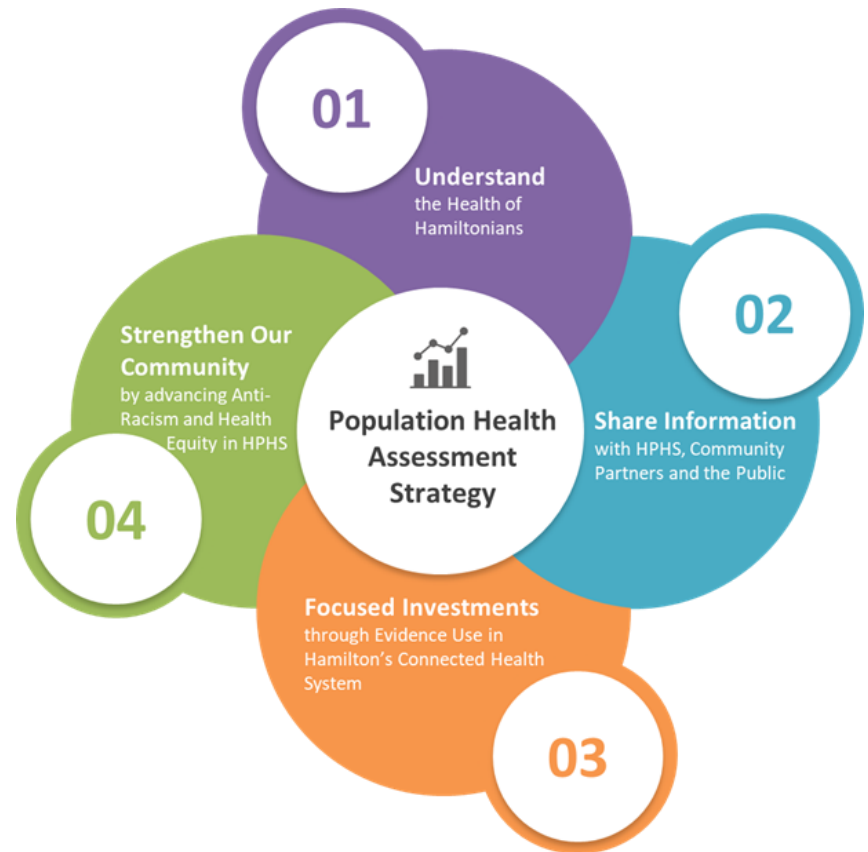 01
Understand
the Health of
Hamiltonians
02
Share Information
with HPHS, Community
Partners and the Public
03
Focused Investments
through Evidence Use in
Hamilton's Connected Health
System
04
Strengthen Our
Community
by advancing Anti-
Racism and Health
Equity in HPHS
Population Health
Assessment
Strategy